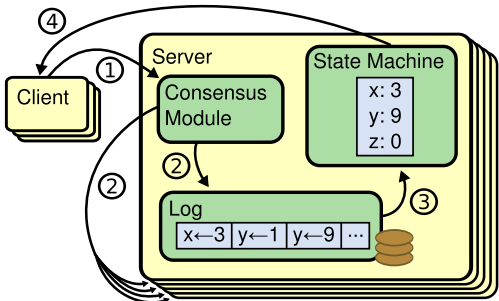 ④
①
Server
State Machine
Client
Consensus
Module
x: 3
y: 9
z: 0
②
②
③
Log
x←3 y←1 y←9 ...